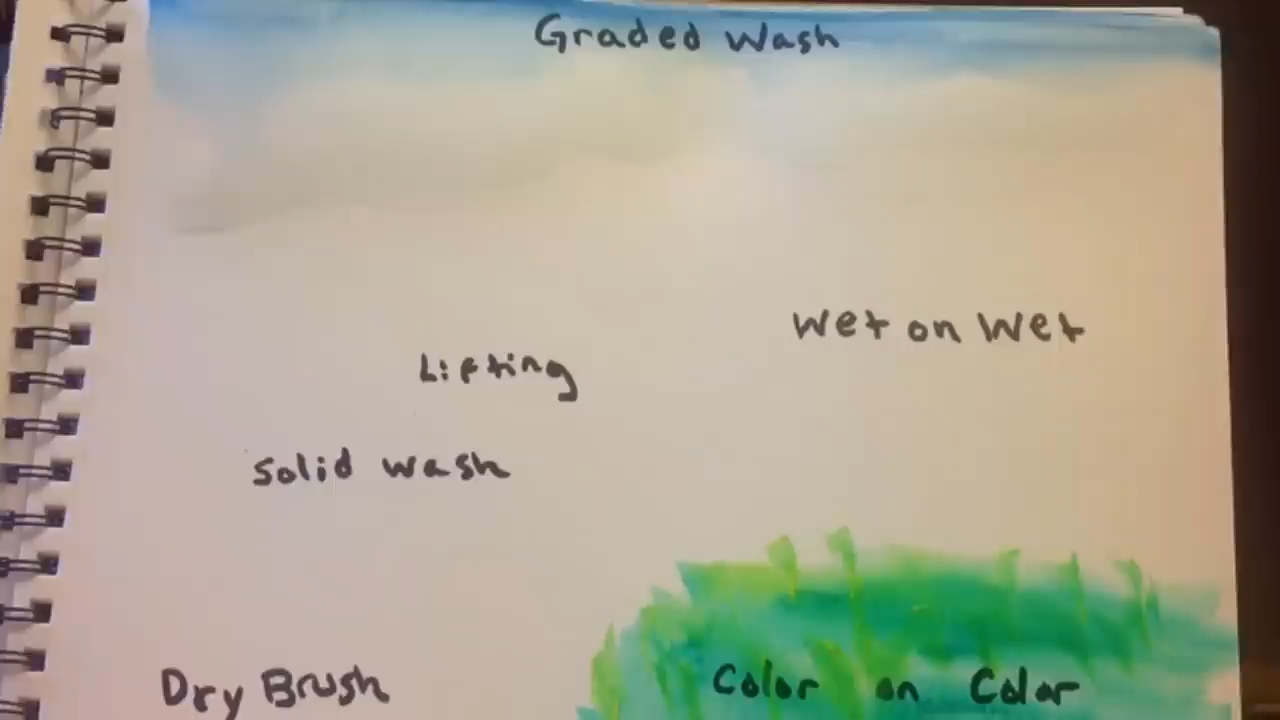 Graded Wash
Wet on Wet
Lifting
Solid wash
Dry Brush
Color on Color